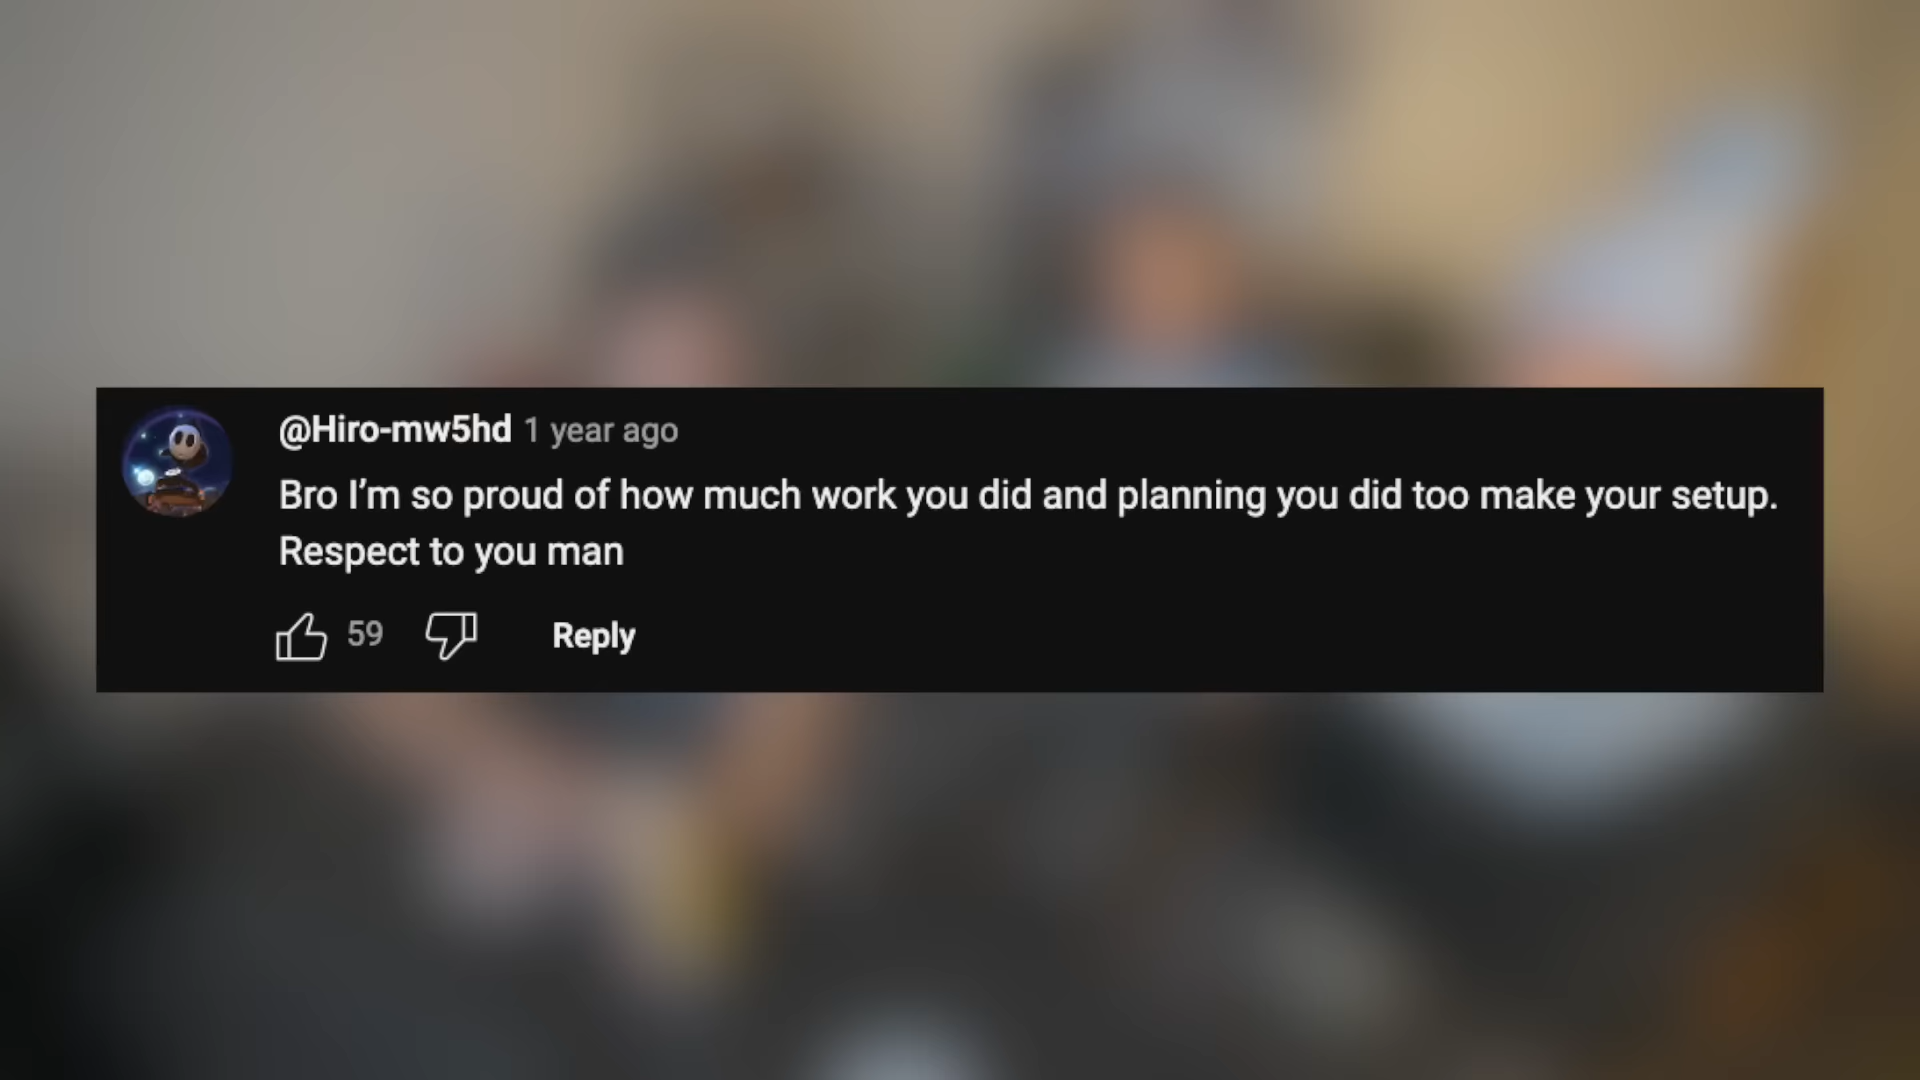 @Hiro-mw5hd 1 year ago
Bro I'm so proud of how much work you did and planning you did too make your setup.
Respect to you man
59
Reply